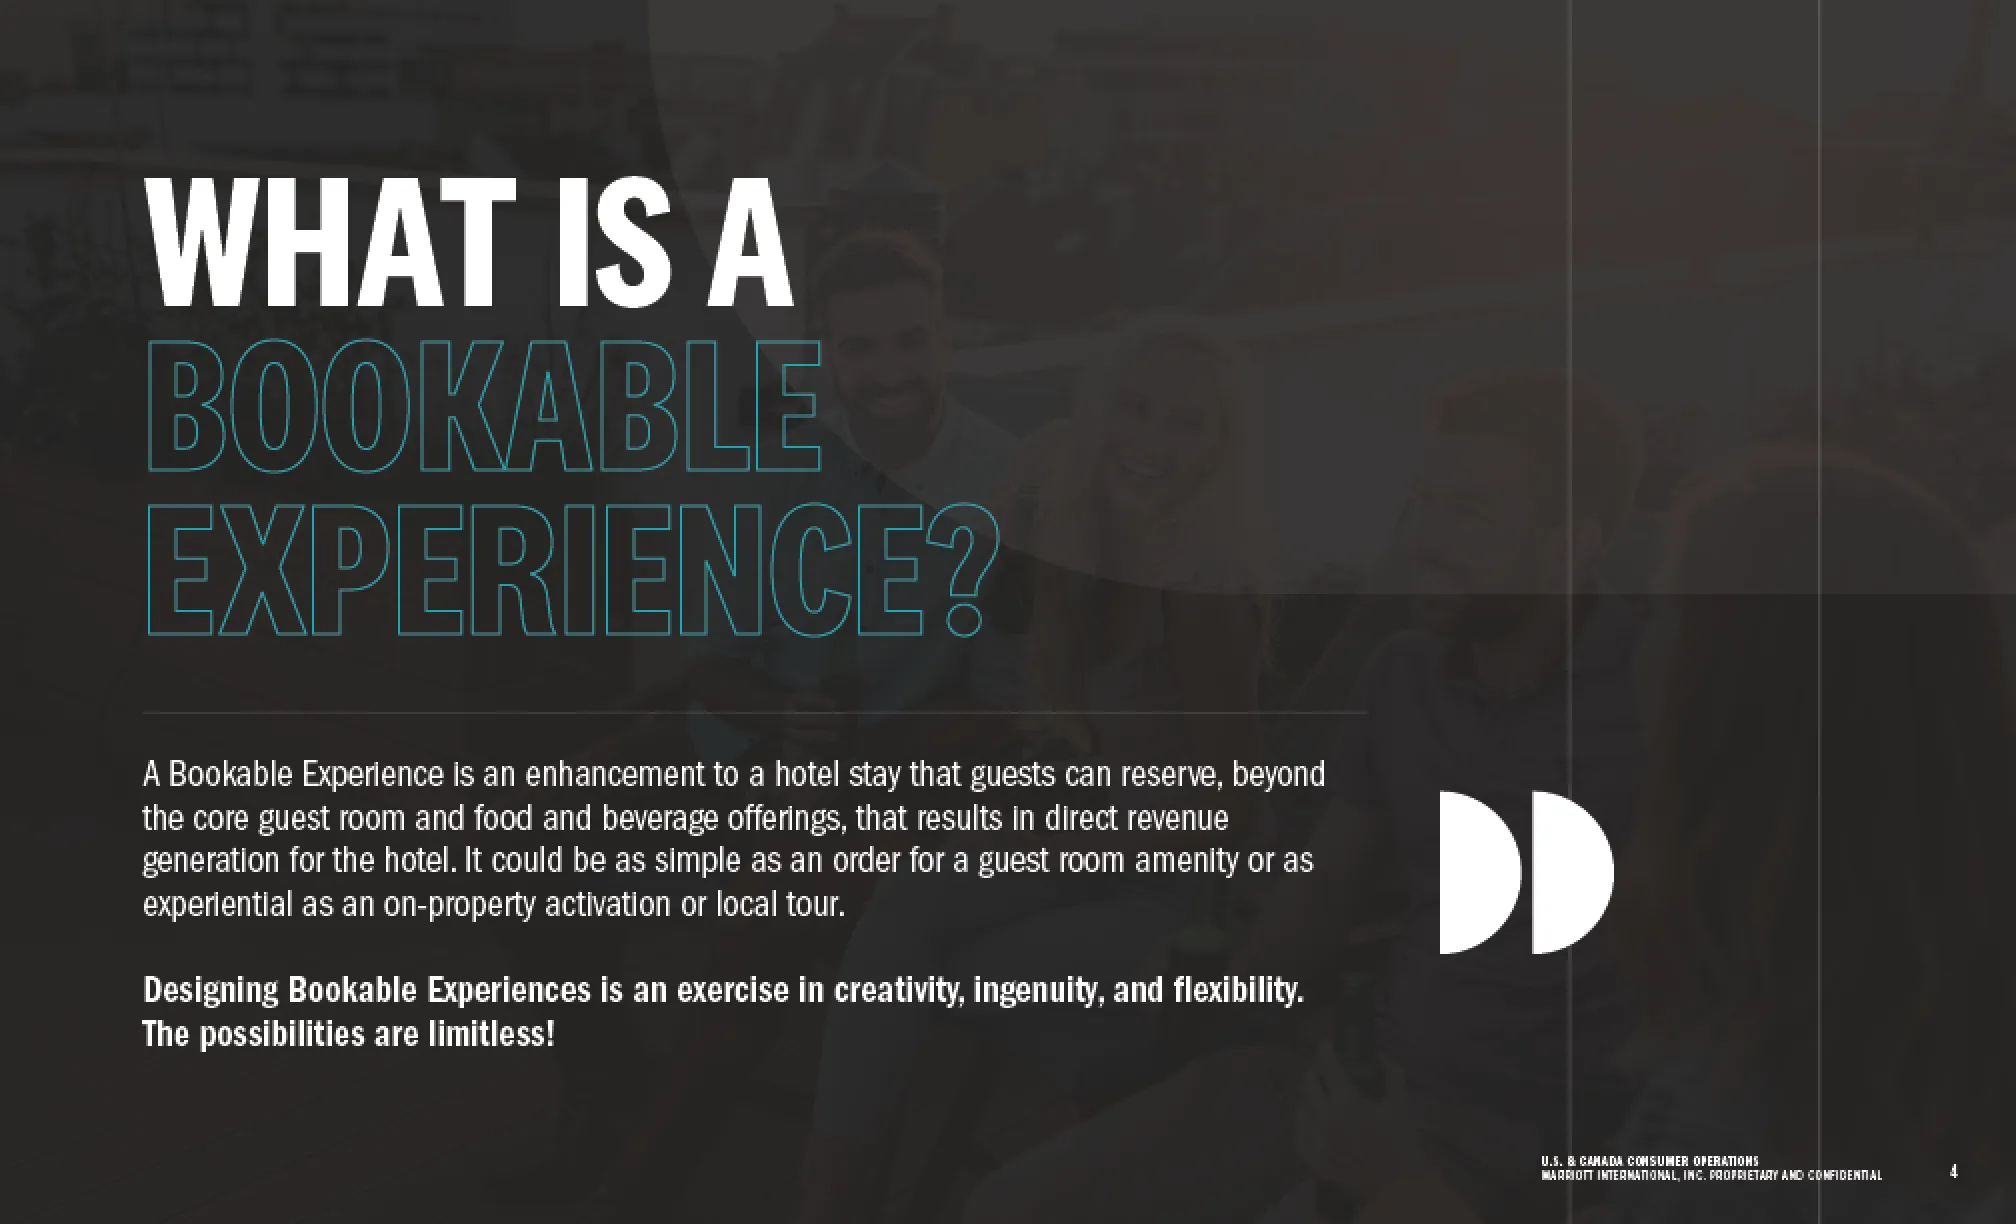 WHAT IS A
BOOKABLE
EXPERIENCE?
A Bookable Experience is an enhancement to a hotel stay that guests can reserve, beyond
the core guest room and food and beverage offerings, that results in direct revenue
generation for the hotel. It could be as simple as an order for a guest room amenity or as
experiential as an on-property activation or local tour.
Designing Bookable Experiences is an exercise in creativity, ingenuity, and flexibility.
The possibilities are limitless!
U.S. & CANADA CONSUMER OPERATIONS
MARRIOTT INTERNATIONAL, INC. PROPRIETARY AND CONFIDENTIAL
4